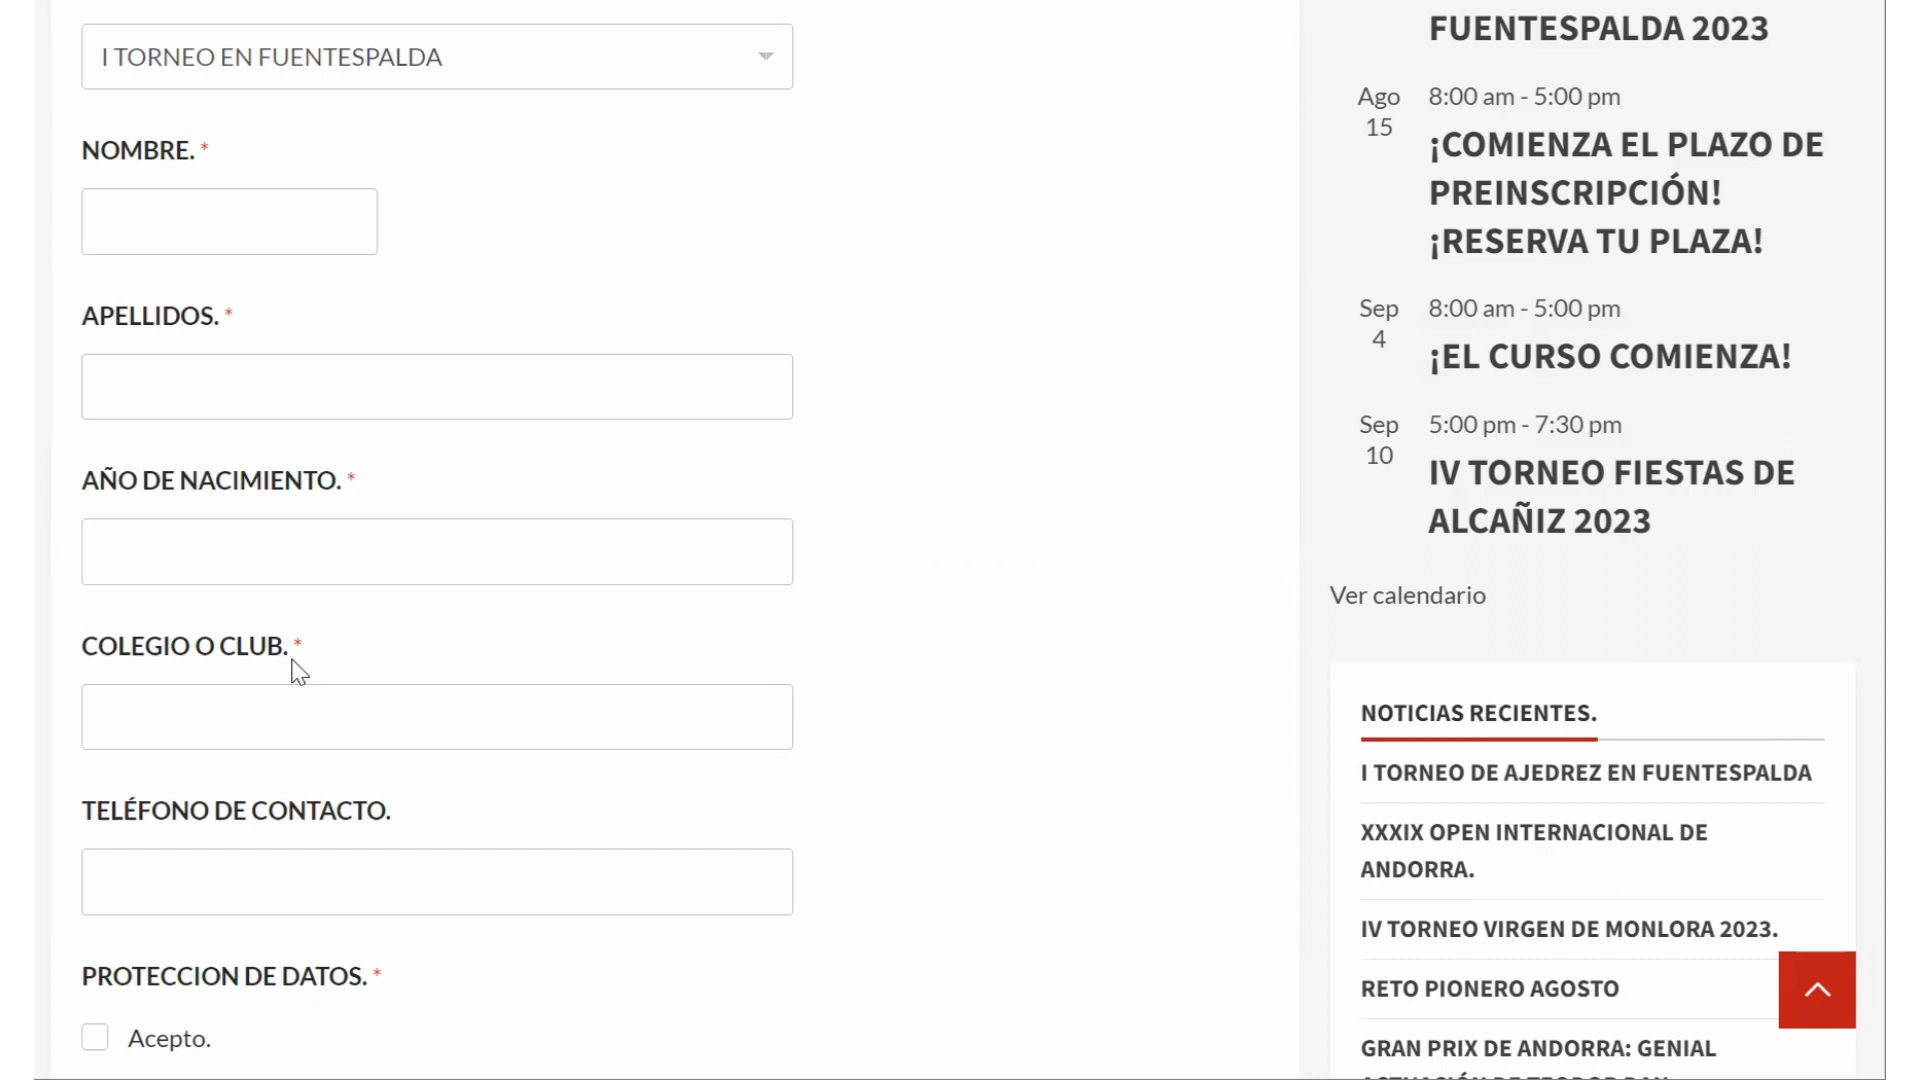 I TORNEO EN FUENTESPALDA
NOMBRE. *
APELLIDOS. *
AÑO DE NACIMIENTO. *
COLEGIO O CLUB. *
TELÉFONO DE CONTACTO.
PROTECCION DE DATOS. *
Acepto.
FUENTESPALDA 2023
Ago
15
8:00 am - 5:00 pm
¡COMIENZA EL PLAZO DE
PREINSCRIPCIÓN!
¡RESERVA TU PLAZA!
Sep
4
8:00 am - 5:00 pm
¡EL CURSO COMIENZA!
Sep
10
5:00 pm - 7:30 pm
IV TORNEO FIESTAS DE
ALCAÑIZ 2023
Ver calendario
NOTICIAS RECIENTES.
I TORNEO DE AJEDREZ EN FUENTESPALDA
XXXIX OPEN INTERNACIONAL DE
ANDORRA.
IV TORNEO VIRGEN DE MONLORA 2023.
RETO PIONERO AGOSTO
GRAN PRIX DE ANDORRA: GENIAL